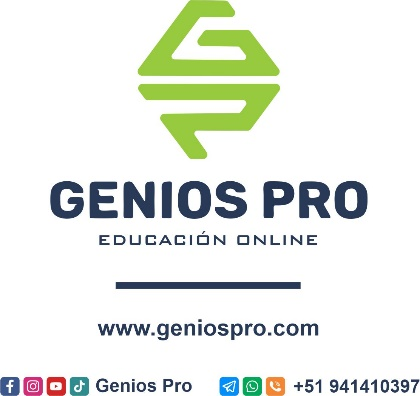 GENIOS PRO
EDUCACIÓN ONLINE
www.geniospro.com
Genios Pro +51 941410397